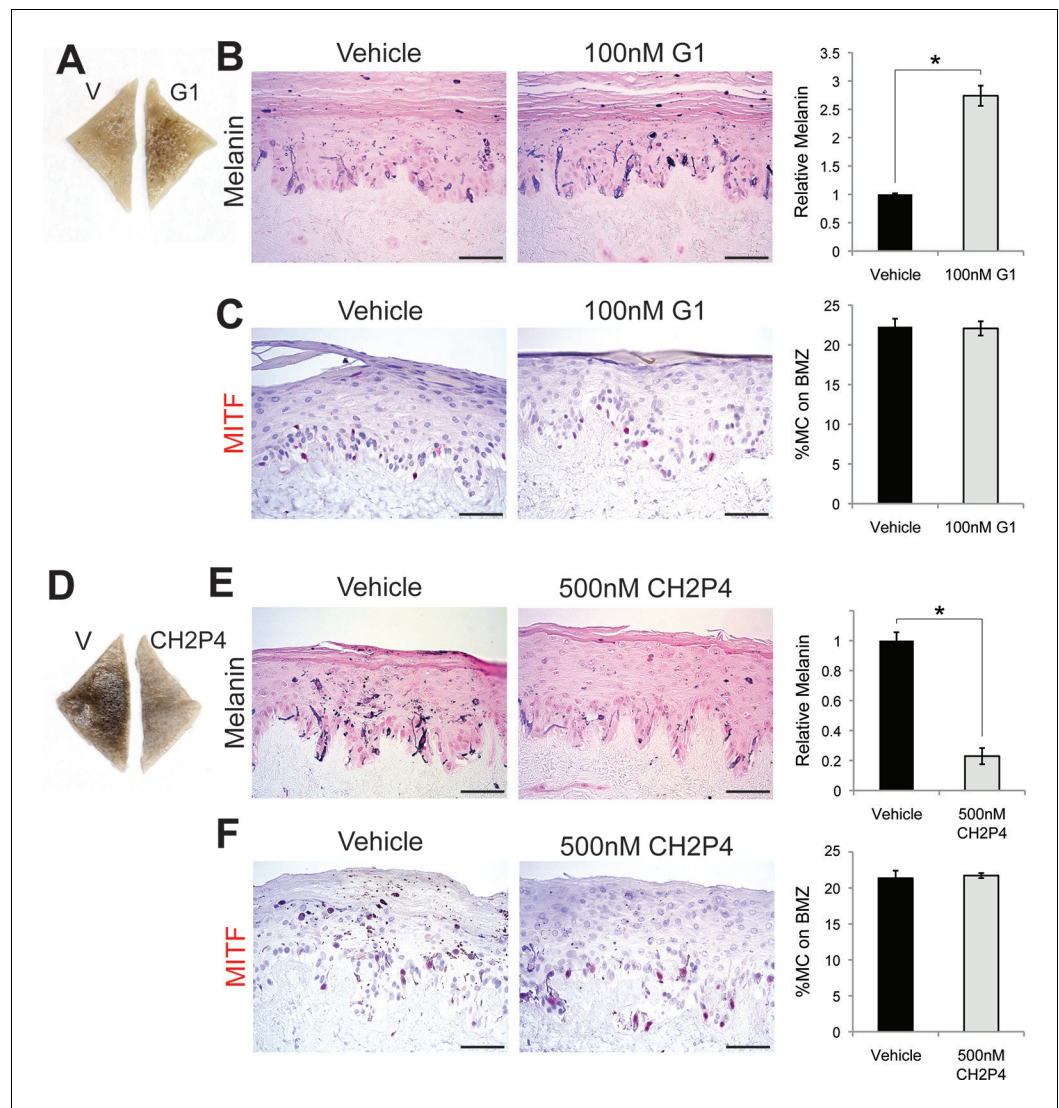 A
V
G1
B
Vehicle
100nM G1
Melanin
3.5
3
2.5
2
1.5
1
0.5
0
Relative Melanin
*
Vehicle
100nM G1
C
Vehicle
100nM G1
MITF
25
20
15
10
5
0
%MC on BMZ
Vehicle
100nM G1
D
V
CH2P4
E
Vehicle
500nM CH2P4
Melanin
1
0.8
0.6
0.4
0.2
0
Relative Melanin
*
Vehicle
500nM
CH2P4
F
Vehicle
500nM CH2P4
MITF
25
20
15
10
5
0
%MC on BMZ
Vehicle
500nM
CH2P4